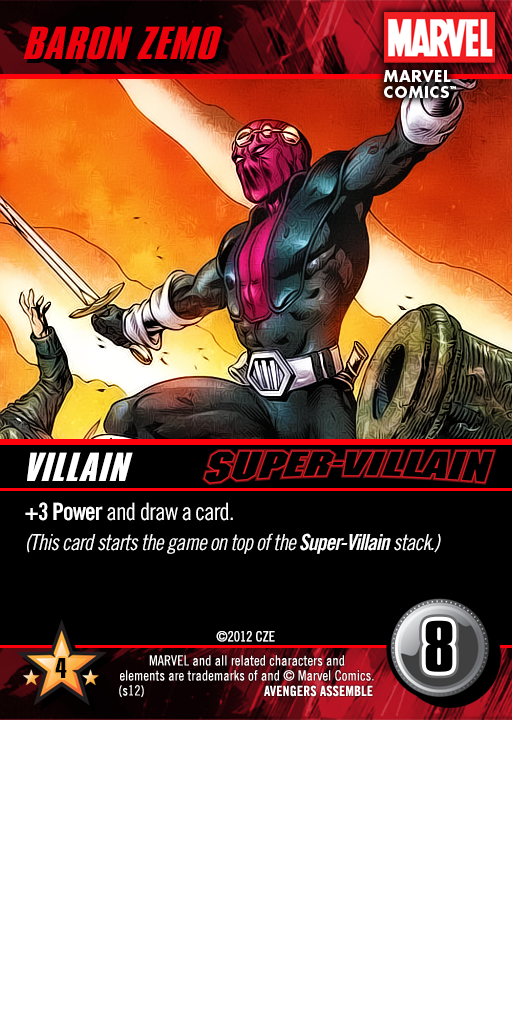 BARON ZEMO
MARVEL
MARVEL
COMICS™
VILLAIN
SUPER-VILLAIN
+3 Power and draw a card.
(This card starts the game on top of the Super-Villain stack.)
8
©2012 CZE
4
MARVEL and all related characters and
elements are trademarks of and © Marvel Comics.
(s12)
AVENGERS ASSEMBLE